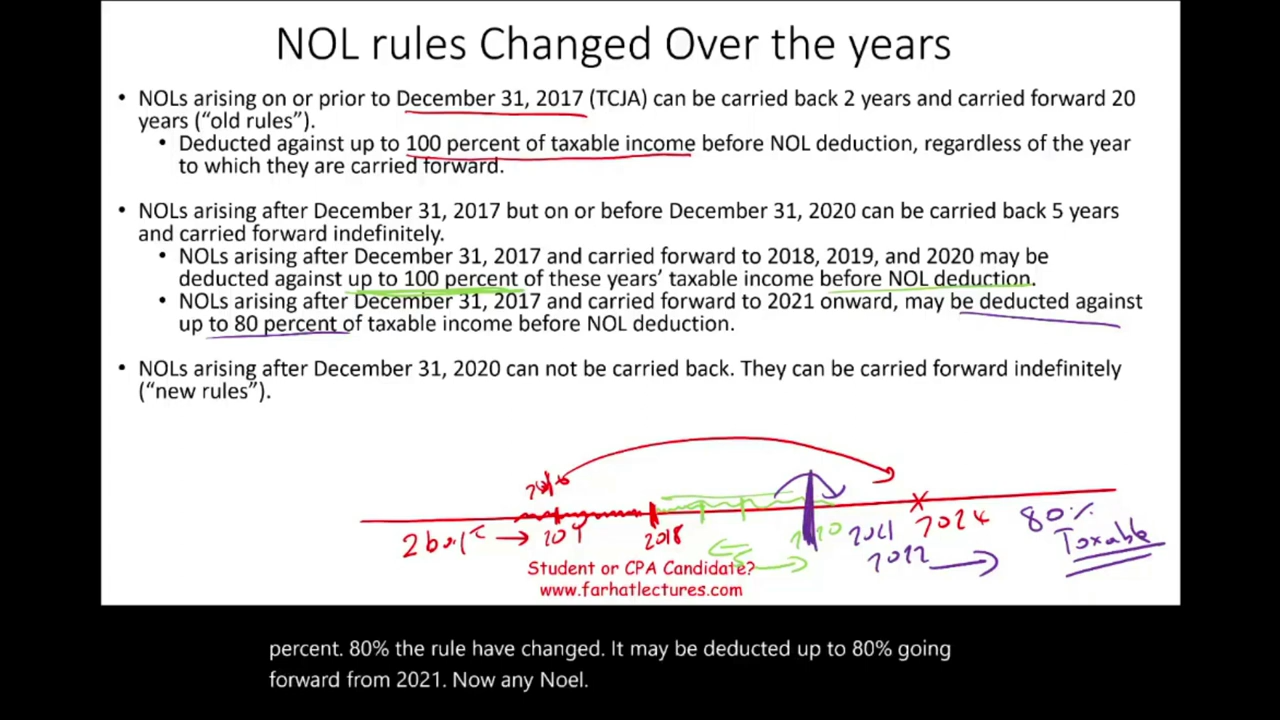 NOL rules Changed Over the years
• NOLs arising on or prior to December 31, 2017 (TCJA) can be carried back 2 years and carried forward 20
years (“old rules”).
• Deducted against up to 100 percent of taxable income before NOL deduction, regardless of the year
to which they are carried forward.
• NOLs arising after December 31, 2017 but on or before December 31, 2020 can be carried back 5 years
and carried forward indefinitely.
• NOLs arising after December 31, 2017 and carried forward to 2018, 2019, and 2020 may be
deducted against up to 100 percent of these years’ taxable income before NOL deduction.
• NOLs arising after December 31, 2017 and carried forward to 2021 onward, may be deducted against
up to 80 percent of taxable income before NOL deduction.
• NOLs arising after December 31, 2020 can not be carried back. They can be carried forward indefinitely
(“new rules”).
2016
2018
2021
2024
80%
Taxable
2022
5
Student or CPA Candidate?
www.farhatlectures.com
percent. 80% the rule have changed. It may be deducted up to 80% going
forward from 2021. Now any Noel.